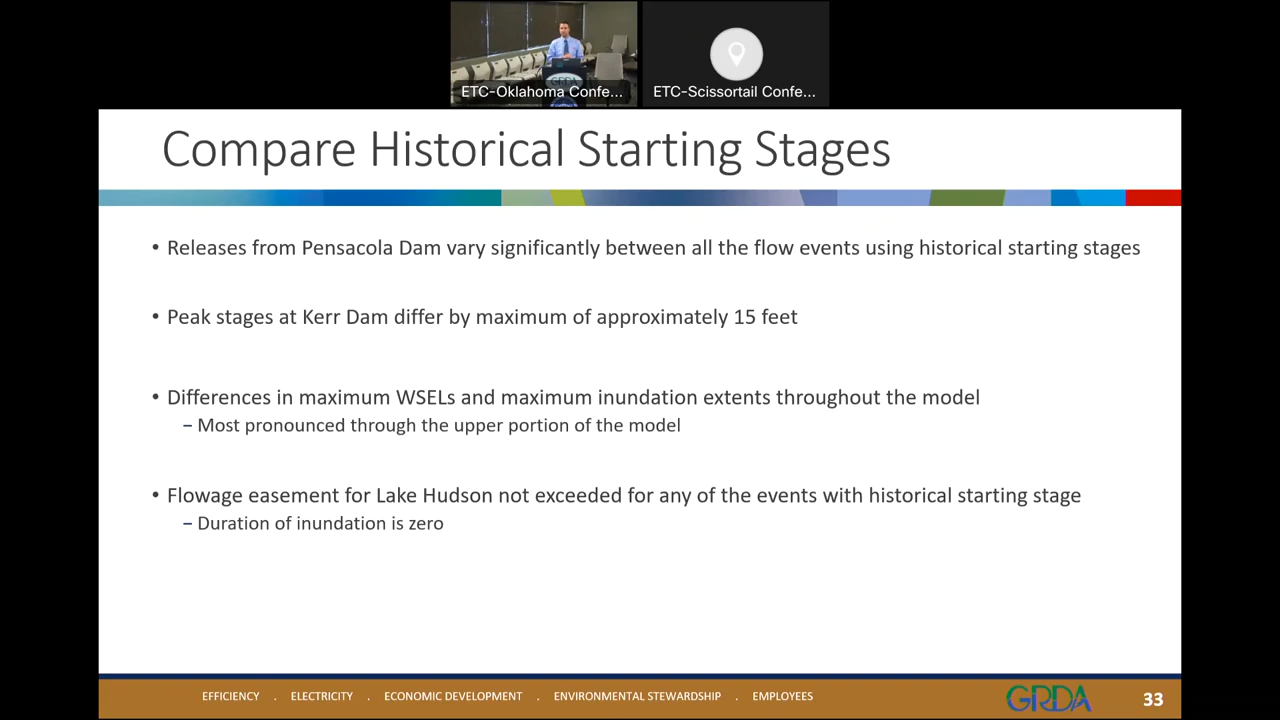 ETC-Oklahoma Confe...
ETC-Scissortail Confe...
Compare Historical Starting Stages
• Releases from Pensacola Dam vary significantly between all the flow events using historical starting stages
• Peak stages at Kerr Dam differ by maximum of approximately 15 feet
• Differences in maximum WSELs and maximum inundation extents throughout the model
– Most pronounced through the upper portion of the model
• Flowage easement for Lake Hudson not exceeded for any of the events with historical starting stage
– Duration of inundation is zero
EFFICIENCY . ELECTRICITY . ECONOMIC DEVELOPMENT . ENVIRONMENTAL STEWARDSHIP . EMPLOYEES
GRDA
33